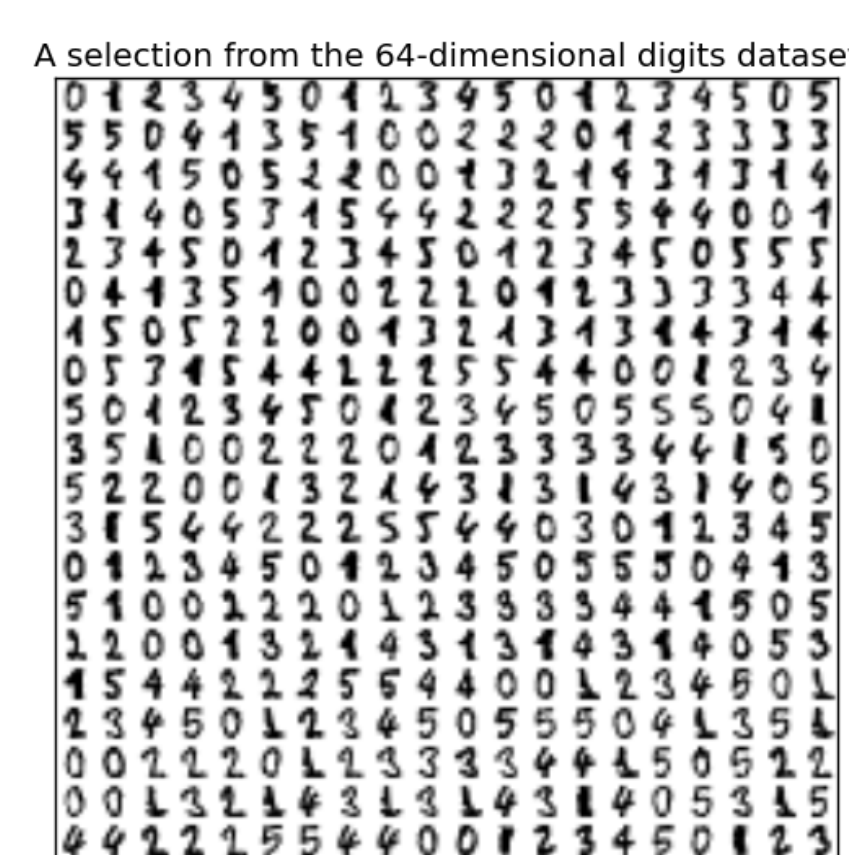 A selection from the 64-dimensional digits dataset
0 1 2 3 4 5 0 1 2 3 4 5 0 1 2 3 4 5 0 5
5 5 0 4 1 3 5 1 0 0 2 2 2 0 1 2 3 3 3 3
4 4 1 5 0 5 2 2 0 0 1 3 2 1 4 3 1 3 1 4
3 1 4 0 5 3 1 5 4 4 2 2 2 5 5 4 4 0 0 1
2 3 4 5 0 1 2 3 4 5 0 1 2 3 4 5 0 5 5 5
0 4 1 3 5 1 0 0 2 2 2 0 1 2 3 3 3 3 4 4
1 5 0 5 2 2 0 0 1 3 2 1 3 1 3 1 4 3 1 4
0 5 3 1 5 4 4 2 2 2 5 5 4 4 0 0 1 2 3 4
5 0 1 2 3 4 5 0 1 2 3 4 5 0 5 5 5 0 4 1
3 5 1 0 0 2 2 2 0 1 2 3 3 3 3 4 4 1 5 0
5 2 2 0 0 1 3 2 1 4 3 1 3 1 4 3 1 4 0 5
3 1 5 4 4 2 2 2 5 5 4 4 0 3 0 1 2 3 4 5
0 1 2 3 4 5 0 1 2 3 4 5 0 5 5 5 0 4 1 3
5 1 0 0 2 2 2 0 1 2 3 3 3 3 4 4 1 5 0 5
2 2 0 0 1 3 2 1 4 3 1 3 1 4 3 1 4 0 5 3
1 5 4 4 2 2 2 5 5 4 4 0 0 1 2 3 4 5 0 1
2 3 4 5 0 1 2 3 4 5 0 5 5 5 0 4 1 3 5 1
0 0 2 2 2 0 1 2 3 3 3 3 4 4 1 5 0 5 2 2
0 0 1 3 2 1 4 3 1 3 1 4 3 1 4 0 5 3 1 5
4 4 2 2 2 5 5 4 4 0 0 1 2 3 4 5 0 1 2 3